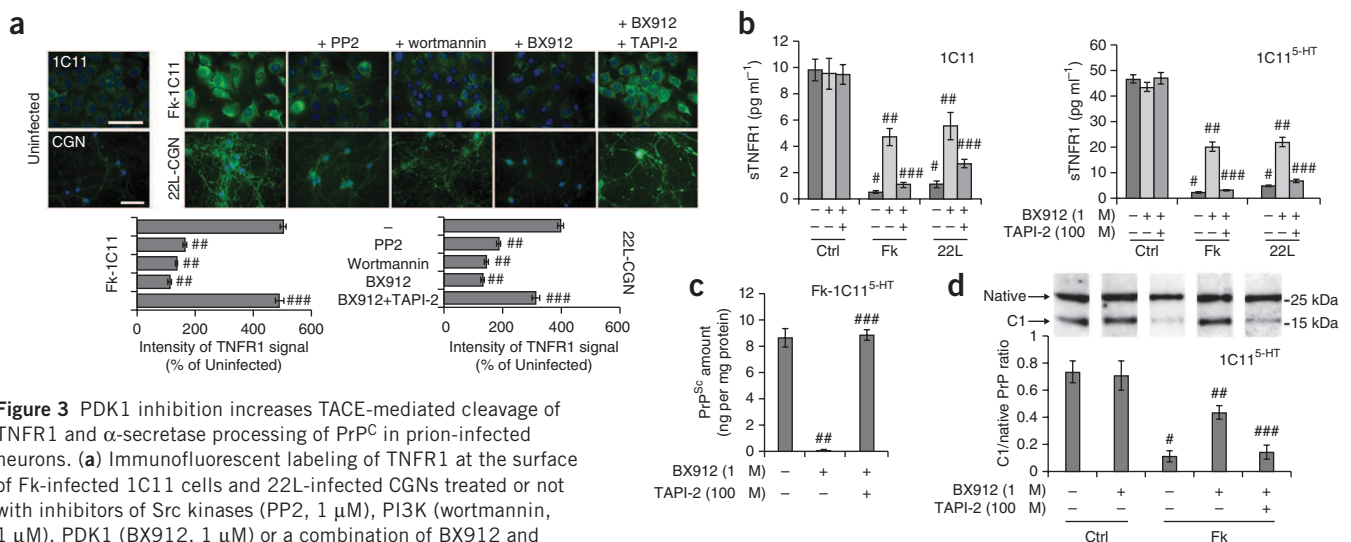 a
+ PP2
+ wortmannin
+ BX912
+ BX912
+ TAPI-2
Uninfected
1C11
CGN
Fk-1C11
22L-CGN
Fk-1C11
–
PP2
Wortmannin
BX912
BX912+TAPI-2
22L-CGN
##
##
##
###
##
##
##
###
0 200 400 600
Intensity of TNFR1 signal
(% of Uninfected)
0 200 400 600
Intensity of TNFR1 signal
(% of Uninfected)
b
1C11
sTNFR1 (pg ml⁻¹)
12
10
8
6
4
2
0
# ## ###
# ## ###
– + + – + + – + +
– – + – – + – – +
Ctrl Fk 22L
1C11⁵⁻ᴴᵀ
sTNFR1 (pg ml⁻¹)
60
50
40
30
20
10
0
# ## ###
# ## ###
BX912 (1 M) – + + – + + – + +
TAPI-2 (100 M) – – + – – + – – +
Ctrl Fk 22L
c
Fk-1C11⁵⁻ᴴᵀ
PrPˢᶜ amount
(ng per mg protein)
10
8
6
4
2
0
##
###
BX912 (1 M) – + +
TAPI-2 (100 M) – – +
d
Native
C1
-25 kDa
-15 kDa
1C11⁵⁻ᴴᵀ
C1/native PrP ratio
1
0.8
0.6
0.4
0.2
0
# ## ###
BX912 (1 M) – + – + +
TAPI-2 (100 M) – – – – +
Ctrl Fk
Figure 3 PDK1 inhibition increases TACE-mediated cleavage of
TNFR1 and α-secretase processing of PrPᶜ in prion-infected
neurons. (a) Immunofluorescent labeling of TNFR1 at the surface
of Fk-infected 1C11 cells and 22L-infected CGNs treated or not
with inhibitors of Src kinases (PP2, 1 μM), PI3K (wortmannin,
1 μM), PDK1 (BX912, 1 μM) or a combination of BX912 and